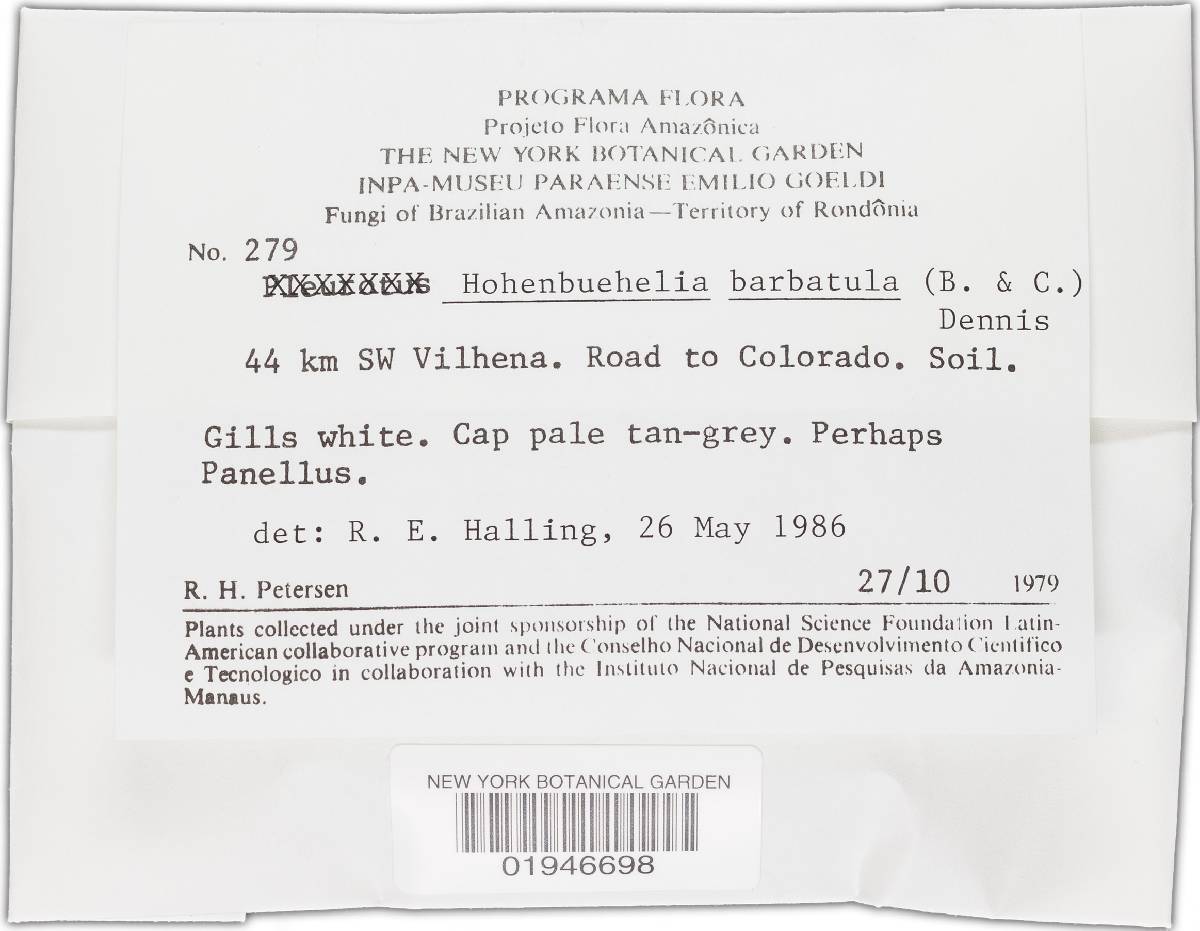 PROGRAMA FLORA
Projeto Flora Amazônica
THE NEW YORK BOTANICAL GARDEN
INPA-MUSEU PARAENSE EMILIO GOELDI
Fungi of Brazilian Amazonia—Territory of Rondônia
No. 279
Pleurotus Hohenbuehelia barbatula (B. & C.)
Dennis
44 km SW Vilhena. Road to Colorado. Soil.
Gills white. Cap pale tan-grey. Perhaps
Panellus.
det: R. E. Halling, 26 May 1986
R. H. Petersen 27/10 1979
Plants collected under the joint sponsorship of the National Science Foundation Latin-
American collaborative program and the Conselho Nacional de Desenvolvimento Cientifico
e Tecnologico in collaboration with the Instituto Nacional de Pesquisas da Amazonia-
Manaus.
NEW YORK BOTANICAL GARDEN
01946698